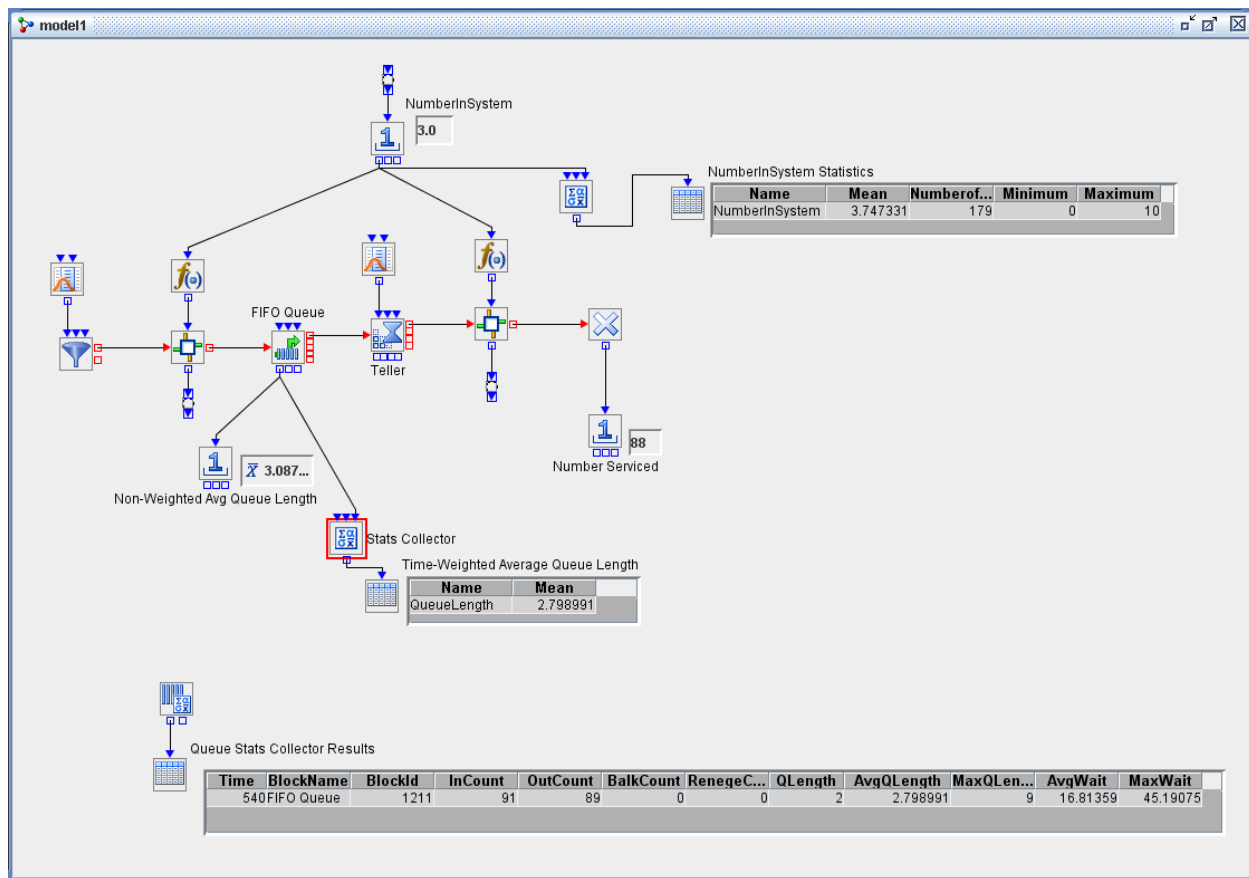 model1
NumberInSystem
3.0
NumberInSystem Statistics
Name Mean Numberof... Minimum Maximum
NumberInSystem 3.747331 179 0 10
FIFO Queue
Teller
88
Number Serviced
X 3.087...
Non-Weighted Avg Queue Length
Stats Collector
Time-Weighted Average Queue Length
Name Mean
QueueLength 2.798991
Queue Stats Collector Results
Time BlockName BlockId InCount OutCount BalkCount RenegeC... QLength AvgQLength MaxQLen... AvgWait MaxWait
540 FIFO Queue 1211 91 89 0 0 2 2.798991 9 16.81359 45.19075